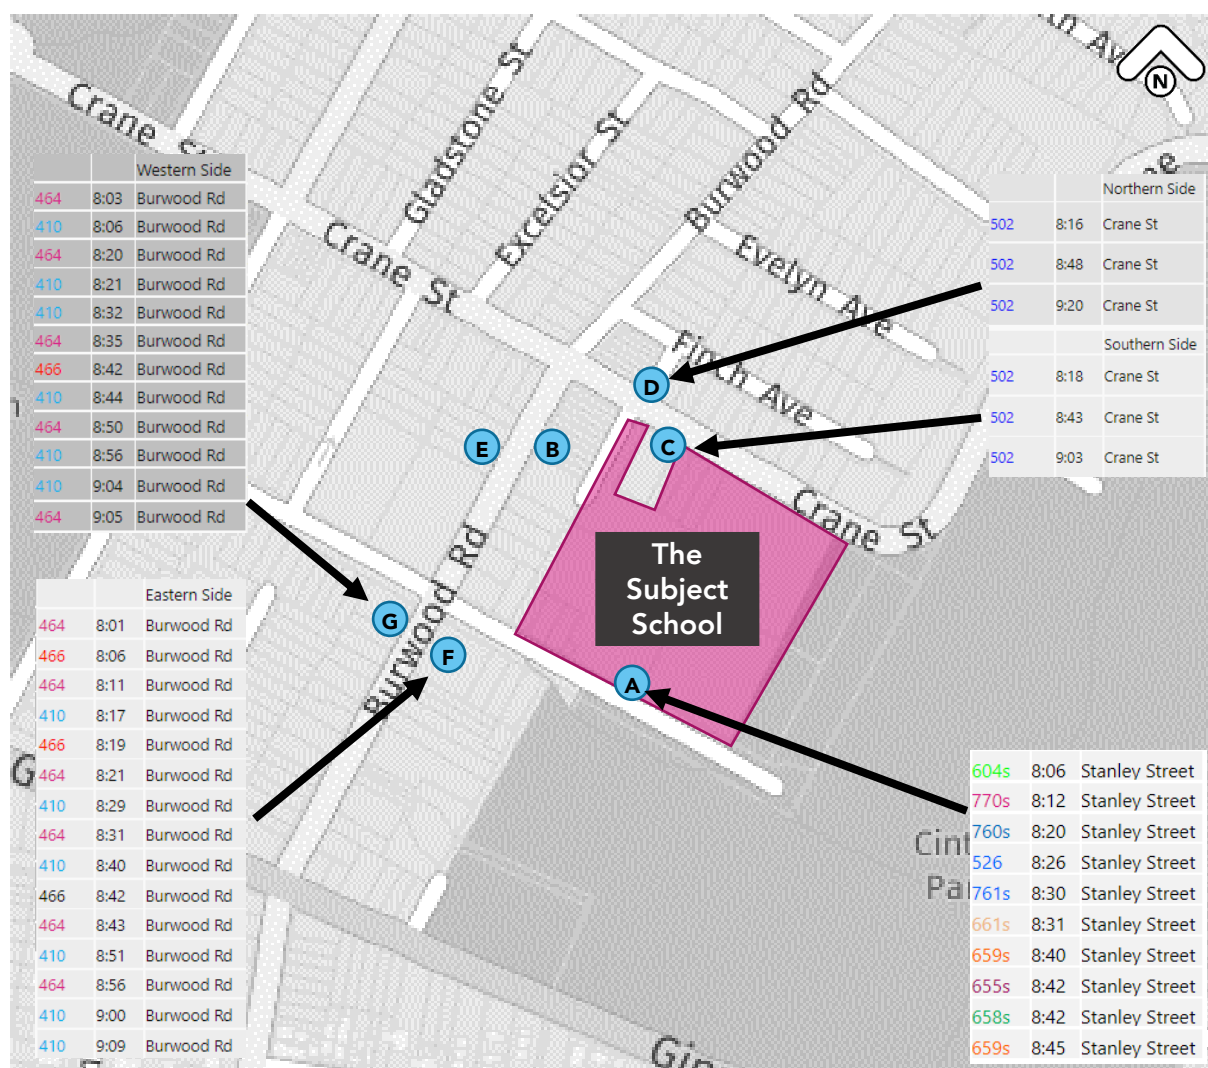 N
Crane St
Gladstone St
Excelsior St
Burwood Rd
Crane St
Evelyn Ave
Finch Ave
Crane St
Burwood Rd
Western Side
464 8:03 Burwood Rd
410 8:06 Burwood Rd
464 8:20 Burwood Rd
410 8:21 Burwood Rd
410 8:32 Burwood Rd
464 8:35 Burwood Rd
466 8:42 Burwood Rd
410 8:44 Burwood Rd
464 8:50 Burwood Rd
410 8:56 Burwood Rd
410 9:04 Burwood Rd
464 9:05 Burwood Rd
Northern Side
502 8:16 Crane St
502 8:48 Crane St
502 9:20 Crane St
Southern Side
502 8:18 Crane St
502 8:43 Crane St
502 9:03 Crane St
D
E
B
C
The
Subject
School
G
F
A
Eastern Side
464 8:01 Burwood Rd
466 8:06 Burwood Rd
464 8:11 Burwood Rd
410 8:17 Burwood Rd
466 8:19 Burwood Rd
464 8:21 Burwood Rd
410 8:29 Burwood Rd
464 8:31 Burwood Rd
410 8:40 Burwood Rd
466 8:42 Burwood Rd
464 8:43 Burwood Rd
410 8:51 Burwood Rd
464 8:56 Burwood Rd
410 9:00 Burwood Rd
410 9:09 Burwood Rd
604s 8:06 Stanley Street
770s 8:12 Stanley Street
760s 8:20 Stanley Street
526 8:26 Stanley Street
761s 8:30 Stanley Street
661s 8:31 Stanley Street
659s 8:40 Stanley Street
655s 8:42 Stanley Street
658s 8:42 Stanley Street
659s 8:45 Stanley Street